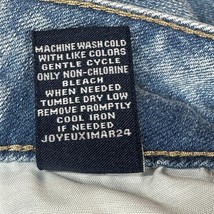 MACHINE WASH COLD
WITH LIKE COLORS
GENTLE CYCLE
ONLY NON-CHLORINE
BLEACH
WHEN NEEDED
TUMBLE DRY LOW
REMOVE PROMPTLY
COOL IRON
IF NEEDED
JOYEUXIMAR24